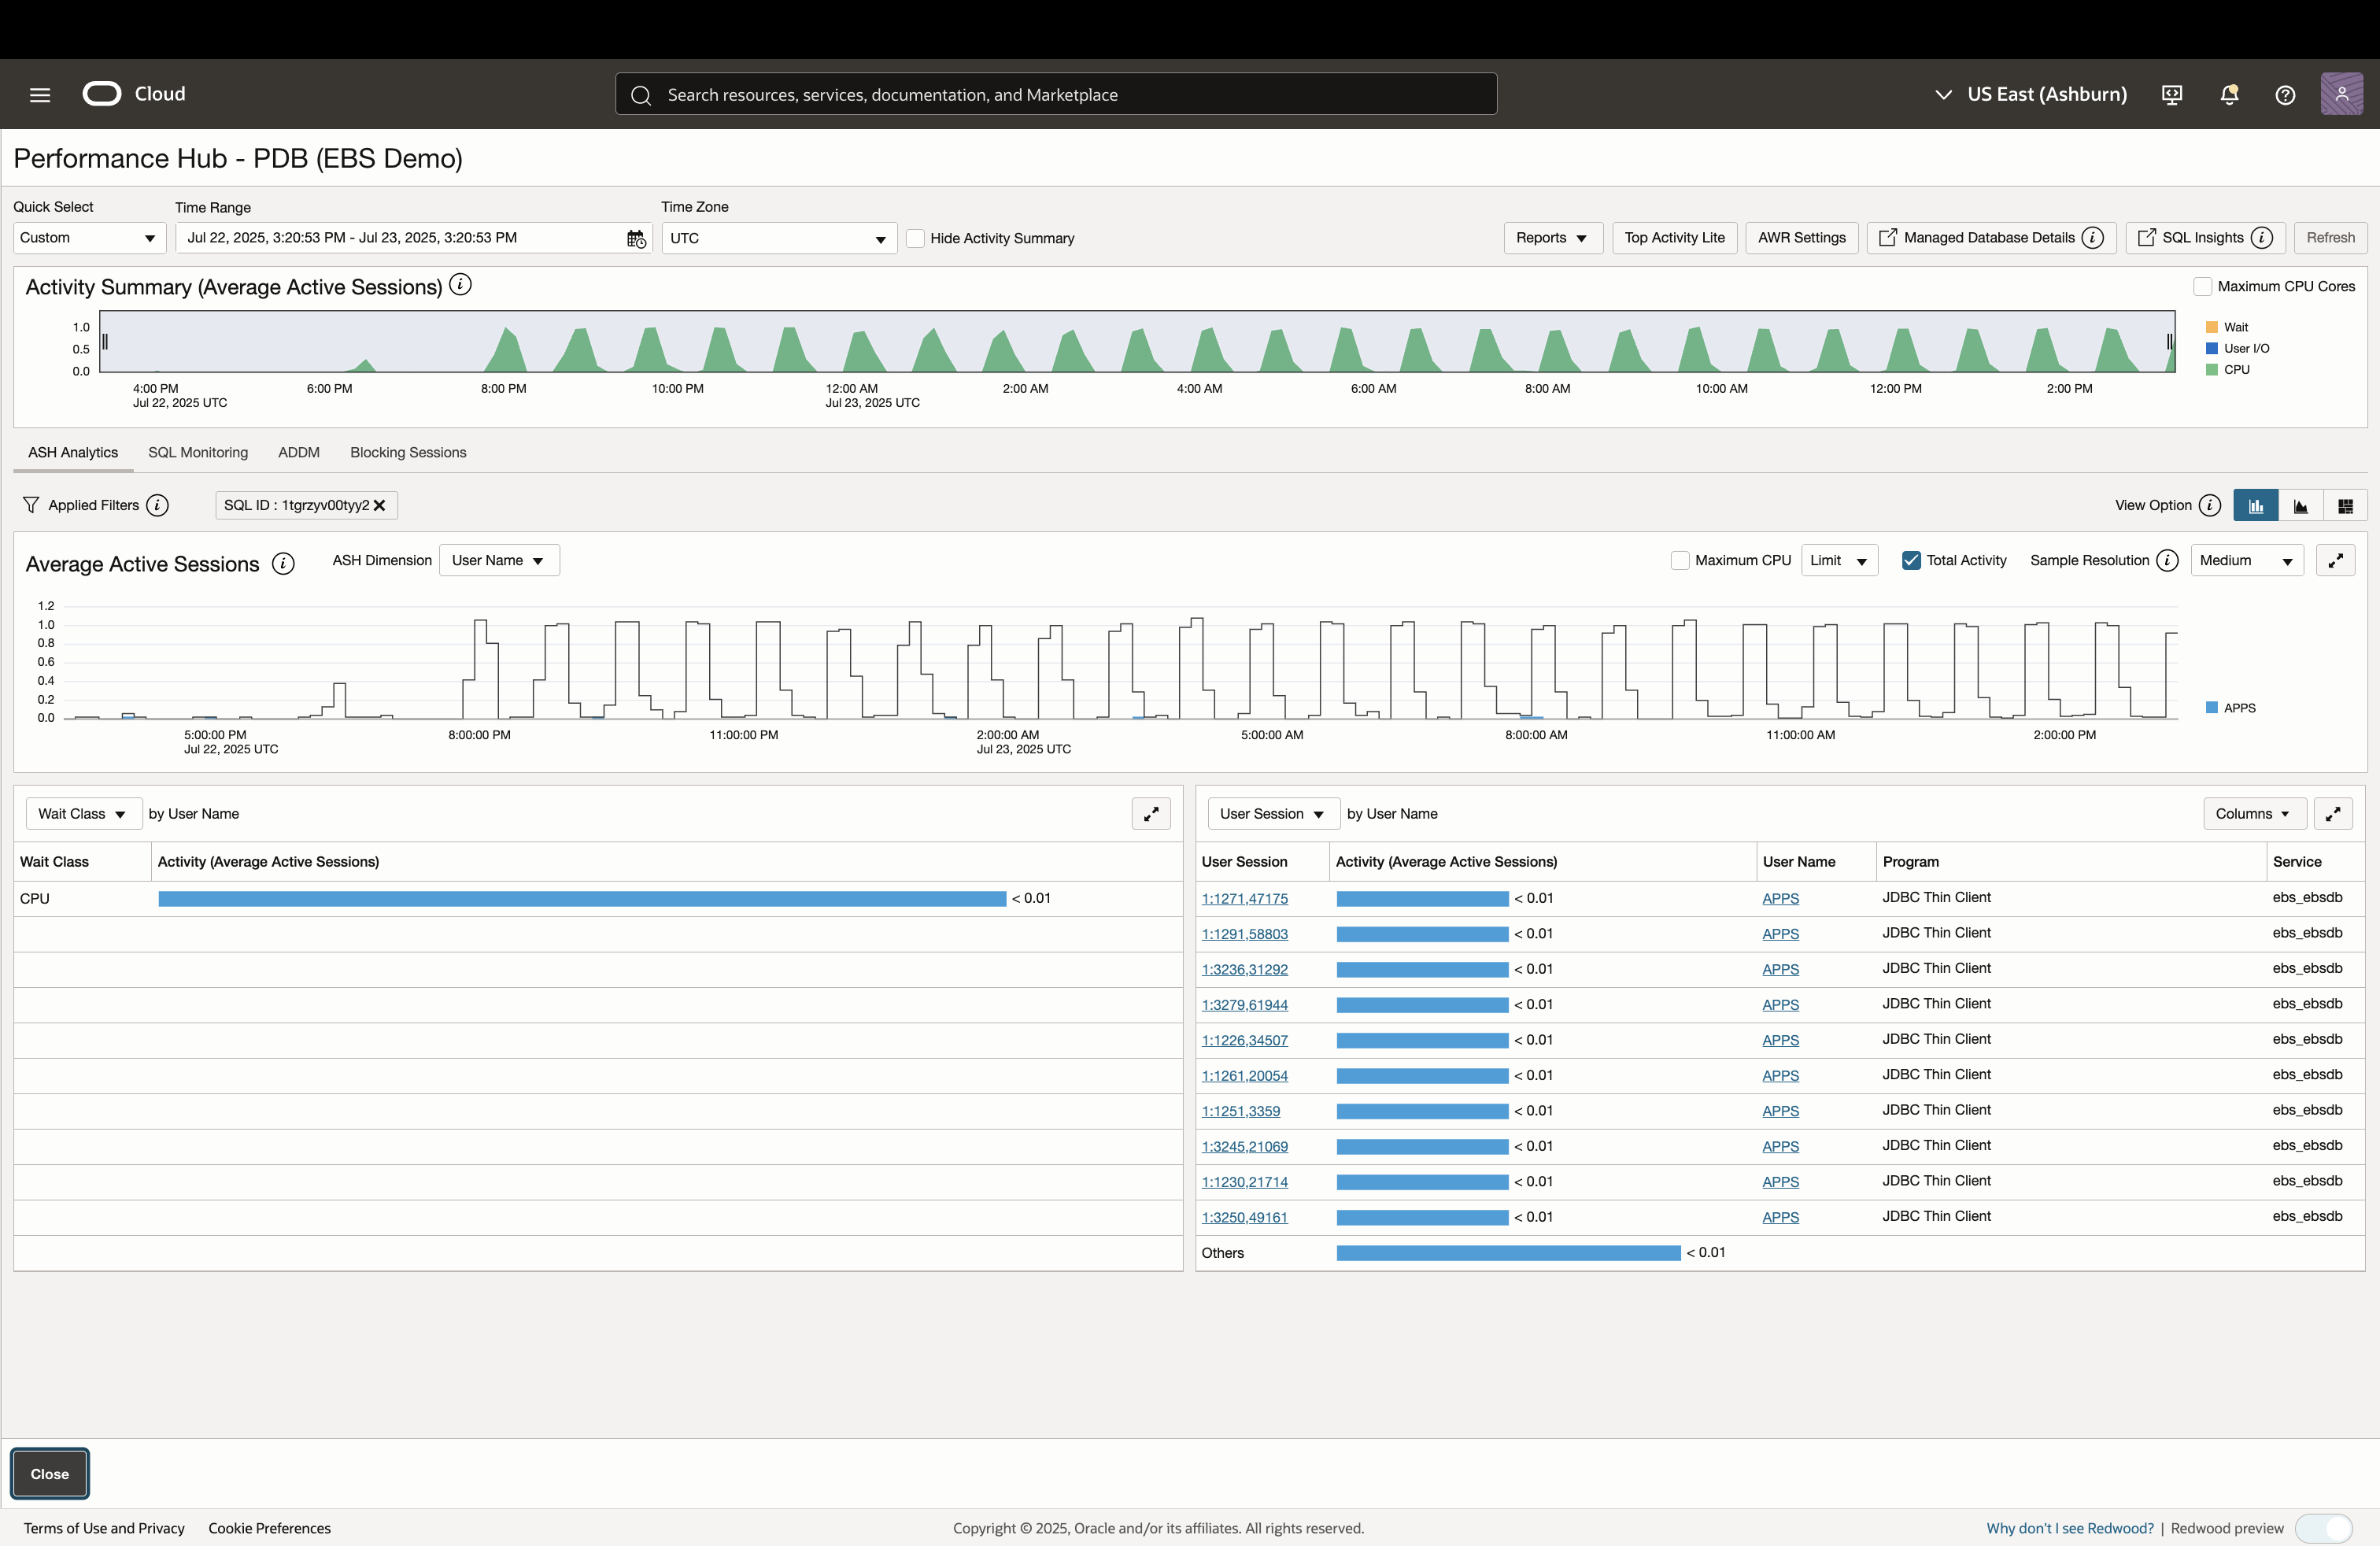 Cloud
Search resources, services, documentation, and Marketplace
US East (Ashburn)
Performance Hub - PDB (EBS Demo)
Quick Select
Time Range
Time Zone
Custom
Jul 22, 2025, 3:20:53 PM - Jul 23, 2025, 3:20:53 PM
UTC
Hide Activity Summary
Reports
Top Activity Lite
AWR Settings
Managed Database Details
SQL Insights
Refresh
Activity Summary (Average Active Sessions)
Maximum CPU Cores
1.0
0.5
0.0
4:00 PM
Jul 22, 2025 UTC
6:00 PM
8:00 PM
10:00 PM
12:00 AM
Jul 23, 2025 UTC
2:00 AM
4:00 AM
6:00 AM
8:00 AM
10:00 AM
12:00 PM
2:00 PM
Wait
User I/O
CPU
ASH Analytics
SQL Monitoring
ADDM
Blocking Sessions
Applied Filters
SQL ID : 1tgrzyv00tyy2
View Option
Average Active Sessions
ASH Dimension
User Name
Maximum CPU
Limit
Total Activity
Sample Resolution
Medium
1.2
1.0
0.8
0.6
0.4
0.2
0.0
5:00:00 PM
Jul 22, 2025 UTC
8:00:00 PM
11:00:00 PM
2:00:00 AM
Jul 23, 2025 UTC
5:00:00 AM
8:00:00 AM
11:00:00 AM
2:00:00 PM
APPS
Wait Class
by User Name
Wait Class
Activity (Average Active Sessions)
CPU
< 0.01
User Session
by User Name
Columns
User Session
Activity (Average Active Sessions)
User Name
Program
Service
1:1271,47175 < 0.01 APPS JDBC Thin Client ebs_ebsdb
1:1291,58803 < 0.01 APPS JDBC Thin Client ebs_ebsdb
1:3236,31292 < 0.01 APPS JDBC Thin Client ebs_ebsdb
1:3279,61944 < 0.01 APPS JDBC Thin Client ebs_ebsdb
1:1226,34507 < 0.01 APPS JDBC Thin Client ebs_ebsdb
1:1261,20054 < 0.01 APPS JDBC Thin Client ebs_ebsdb
1:1251,3359 < 0.01 APPS JDBC Thin Client ebs_ebsdb
1:3245,21069 < 0.01 APPS JDBC Thin Client ebs_ebsdb
1:1230,21714 < 0.01 APPS JDBC Thin Client ebs_ebsdb
1:3250,49161 < 0.01 APPS JDBC Thin Client ebs_ebsdb
Others < 0.01
Close
Terms of Use and Privacy
Cookie Preferences
Copyright © 2025, Oracle and/or its affiliates. All rights reserved.
Why don't I see Redwood? | Redwood preview